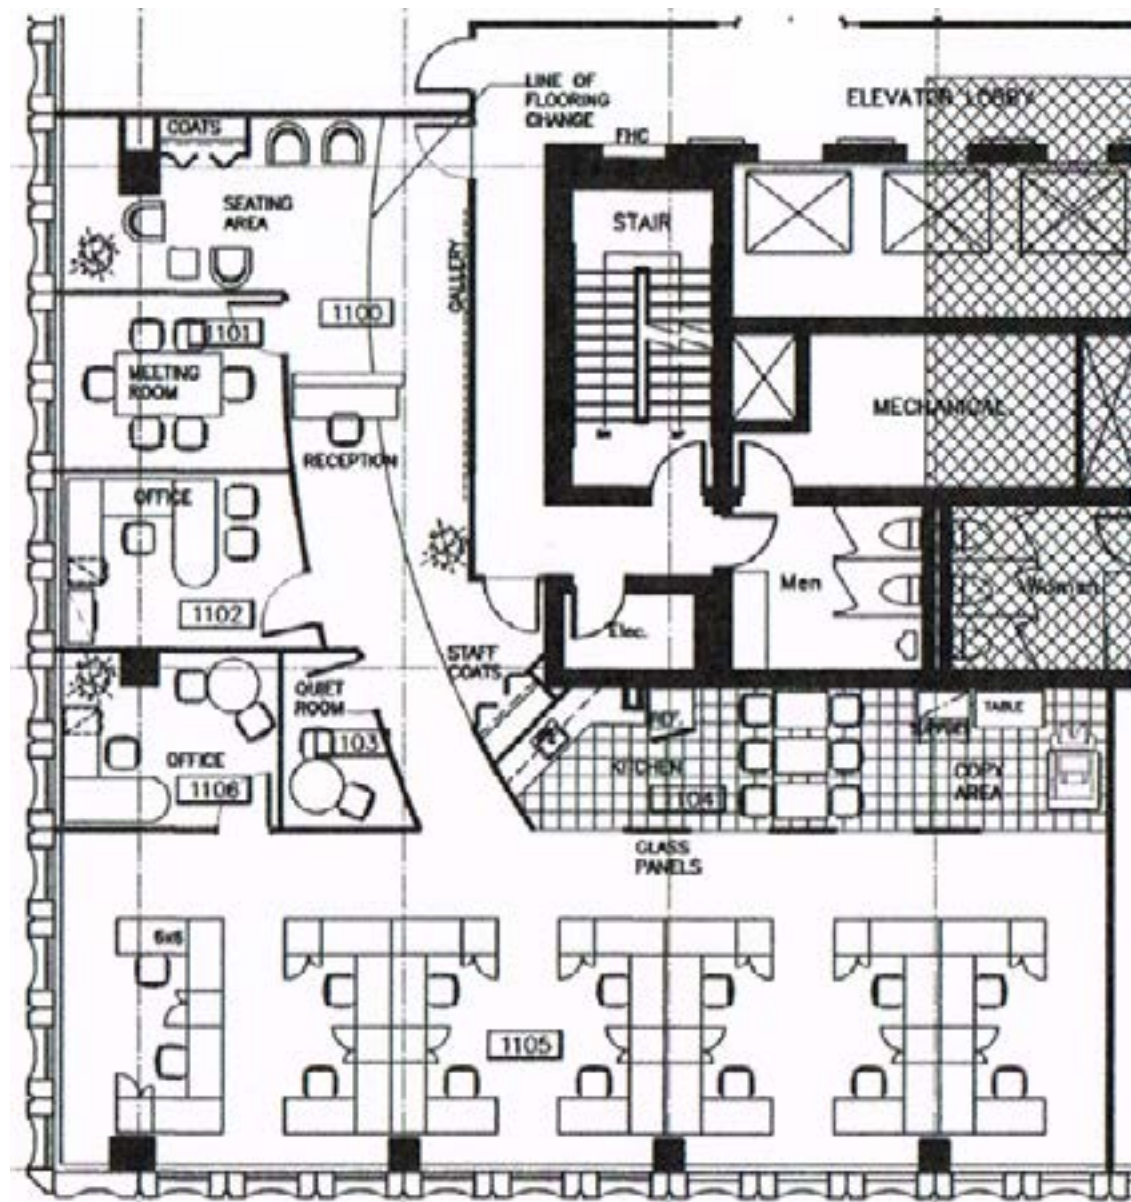 LINE OF
FLOORING
CHANGE
ELEVATOR LOBBY
COATS
FHC
SEATING
AREA
STAIR
GALLERY
1100
1101
MEETING
ROOM
MECHANICAL
RECEPTION
OFFICE
Men
Women
1102
Elec.
STAFF
COATS
QUIET
ROOM
REF.
TABLE
103
OFFICE
KITCHEN
COPY
AREA
1106
1104
GLASS
PANELS
6x6
1105